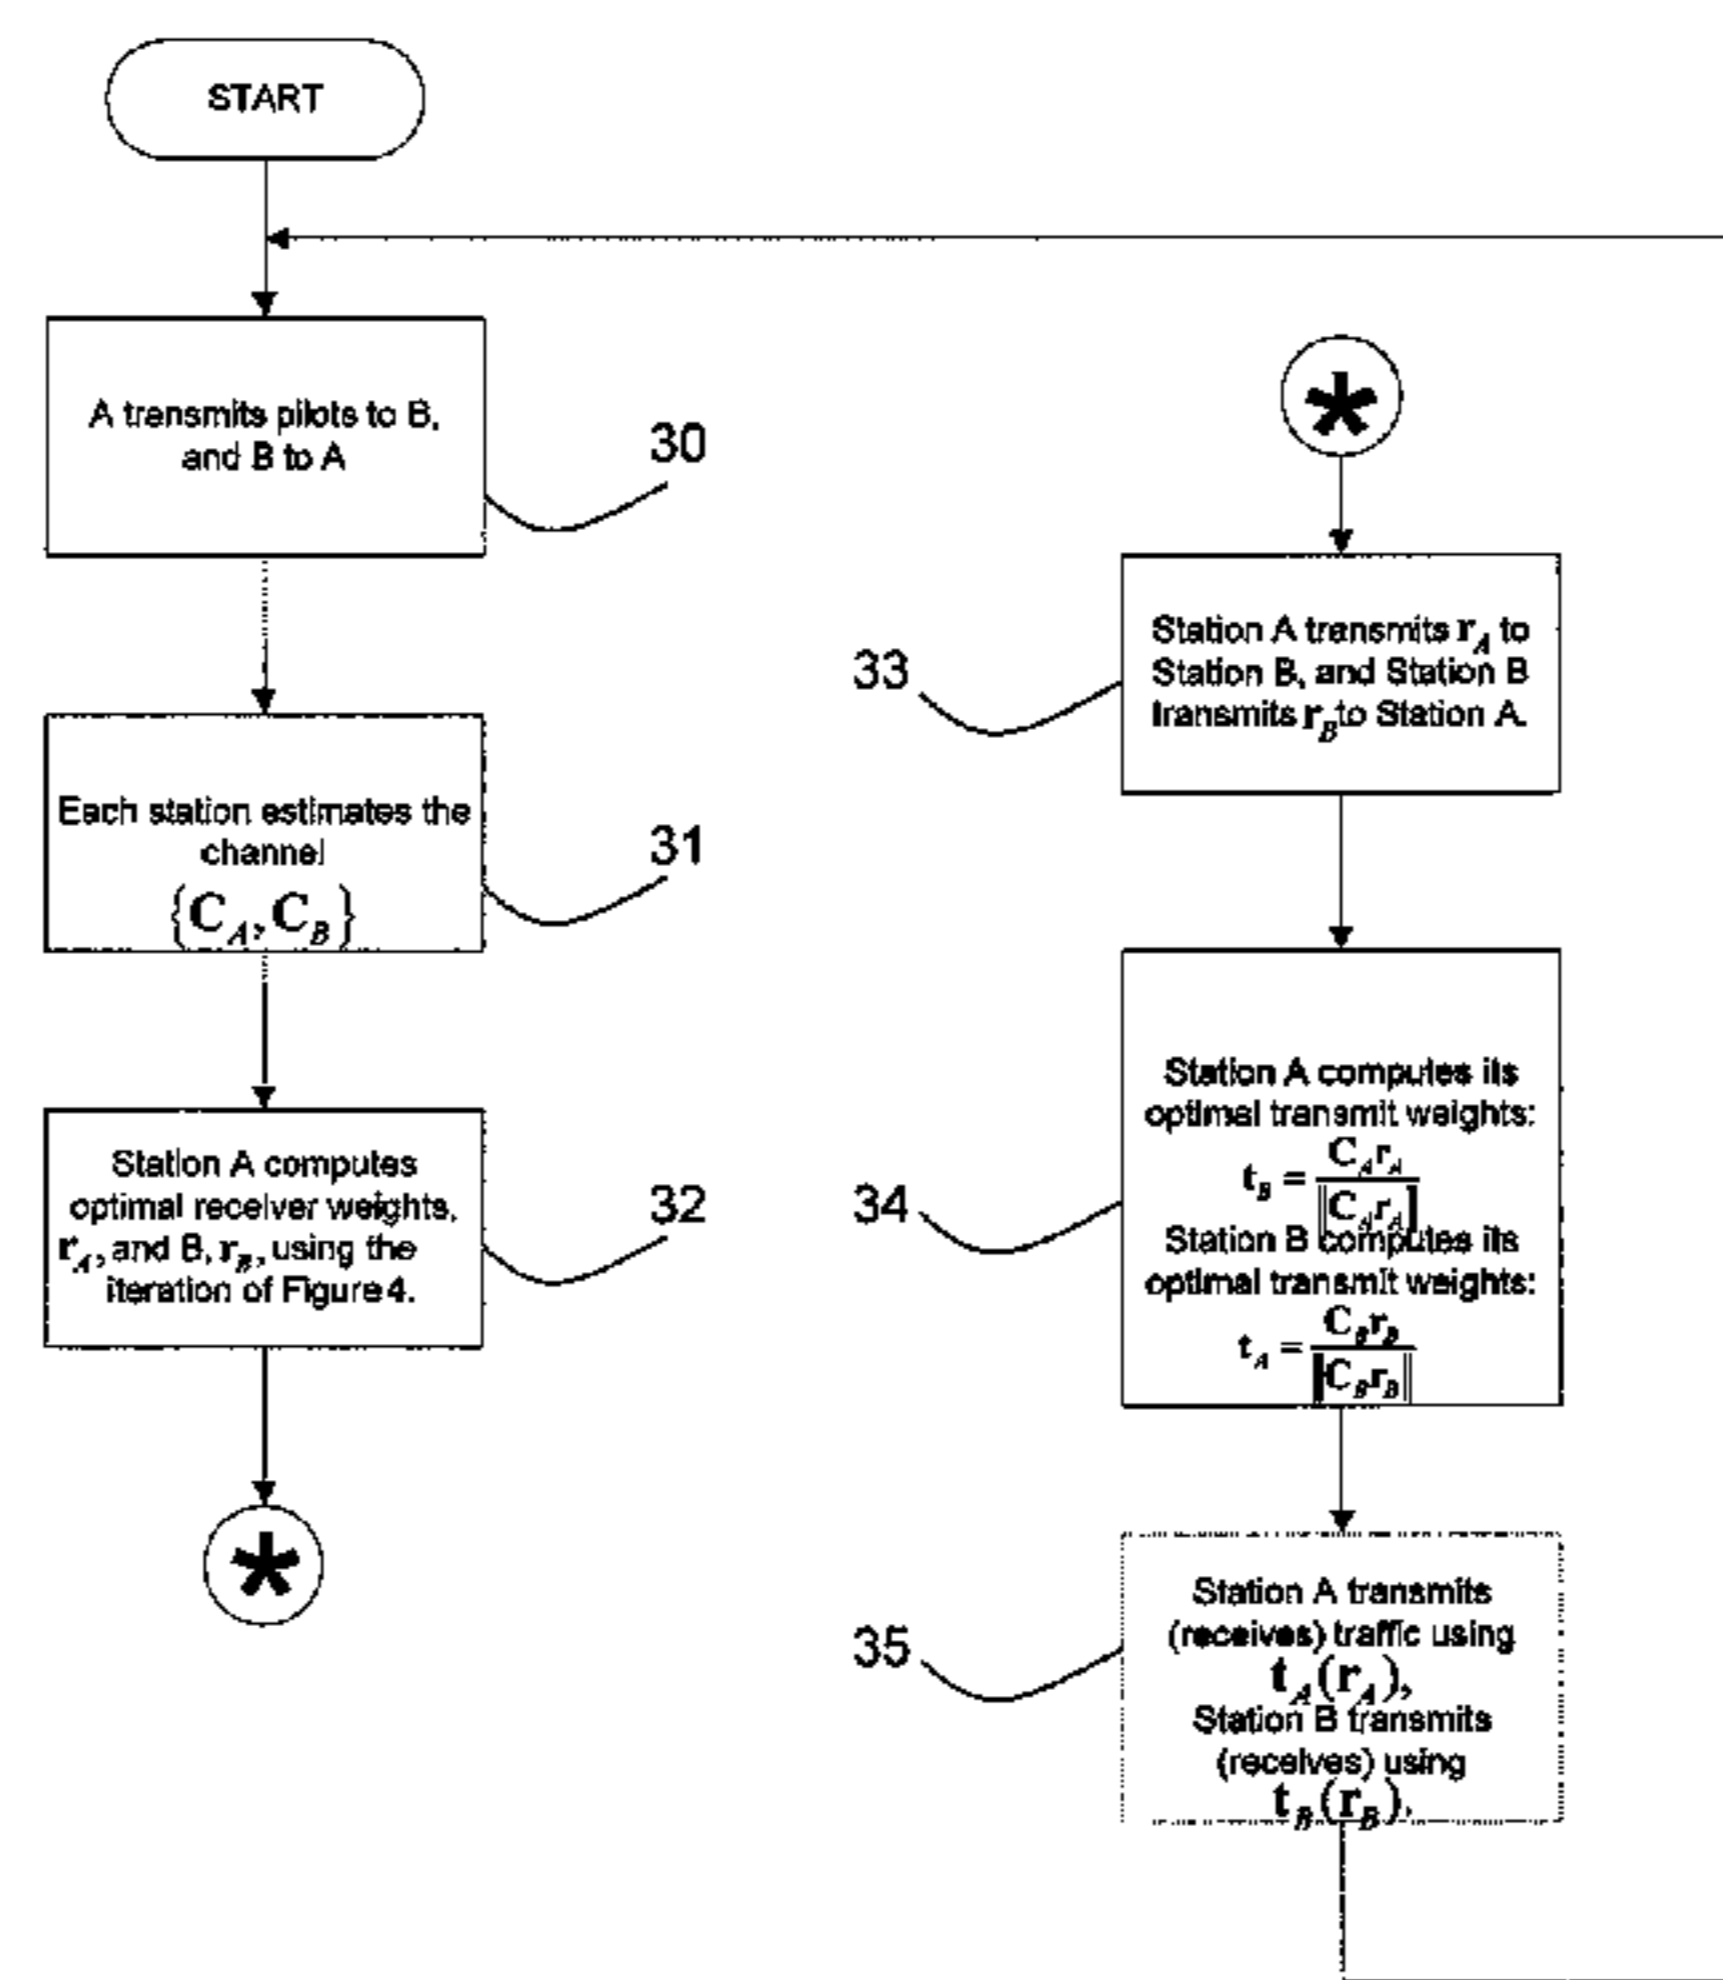 START
A transmits pilots to B,
and B to A
30
Each station estimates the
channel
{C_A, C_B}
31
Station A computes
optimal receiver weights,
r_A, and B, r_B, using the
iteration of Figure 4.
32
*
*
Station A transmits r_A to
Station B, and Station B
transmits r_B to Station A.
33
Station A computes its
optimal transmit weights:
t_B = C_A r_A / ‖C_A r_A‖
Station B computes its
optimal transmit weights:
t_A = C_B r_B / ‖C_B r_B‖
34
Station A transmits
(receives) traffic using
t_A(r_A),
Station B transmits
(receives) using
t_B(r_B).
35